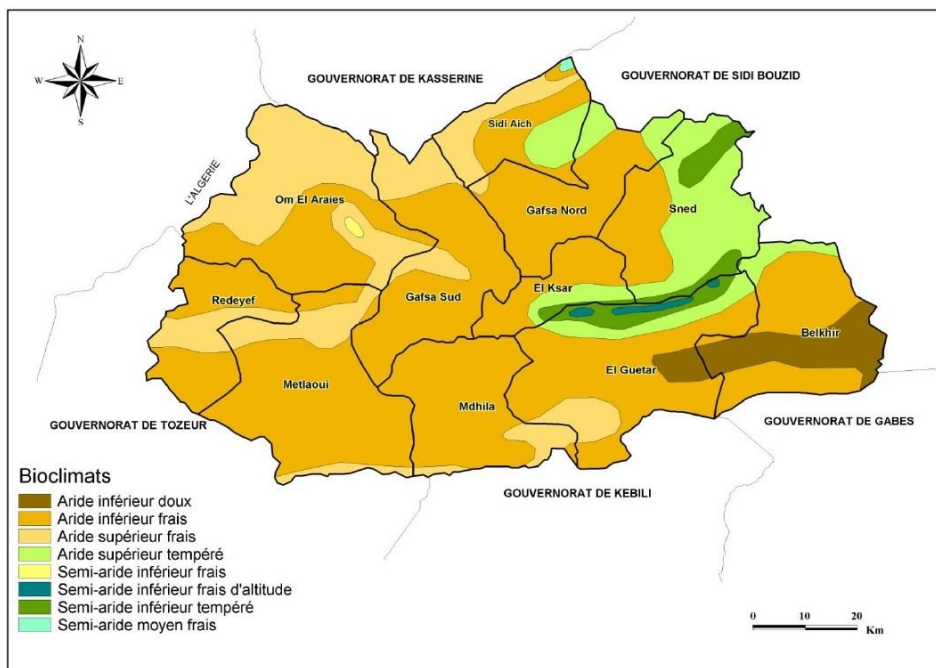 N
W E
S
GOUVERNORAT DE KASSERINE
GOUVERNORAT DE SIDI BOUZID
L'ALGERIE
Sidi Aich
Om El Araies
Gafsa Nord
Sned
Redeyef
Gafsa Sud
El Ksar
Belkhir
Metlaoui
Mdhila
El Guetar
GOUVERNORAT DE TOZEUR
GOUVERNORAT DE GABES
GOUVERNORAT DE KEBILI
Bioclimats
Aride inférieur doux
Aride inférieur frais
Aride supérieur frais
Aride supérieur tempéré
Semi-aride inférieur frais
Semi-aride inférieur frais d'altitude
Semi-aride inférieur tempéré
Semi-aride moyen frais
0 10 20
Km